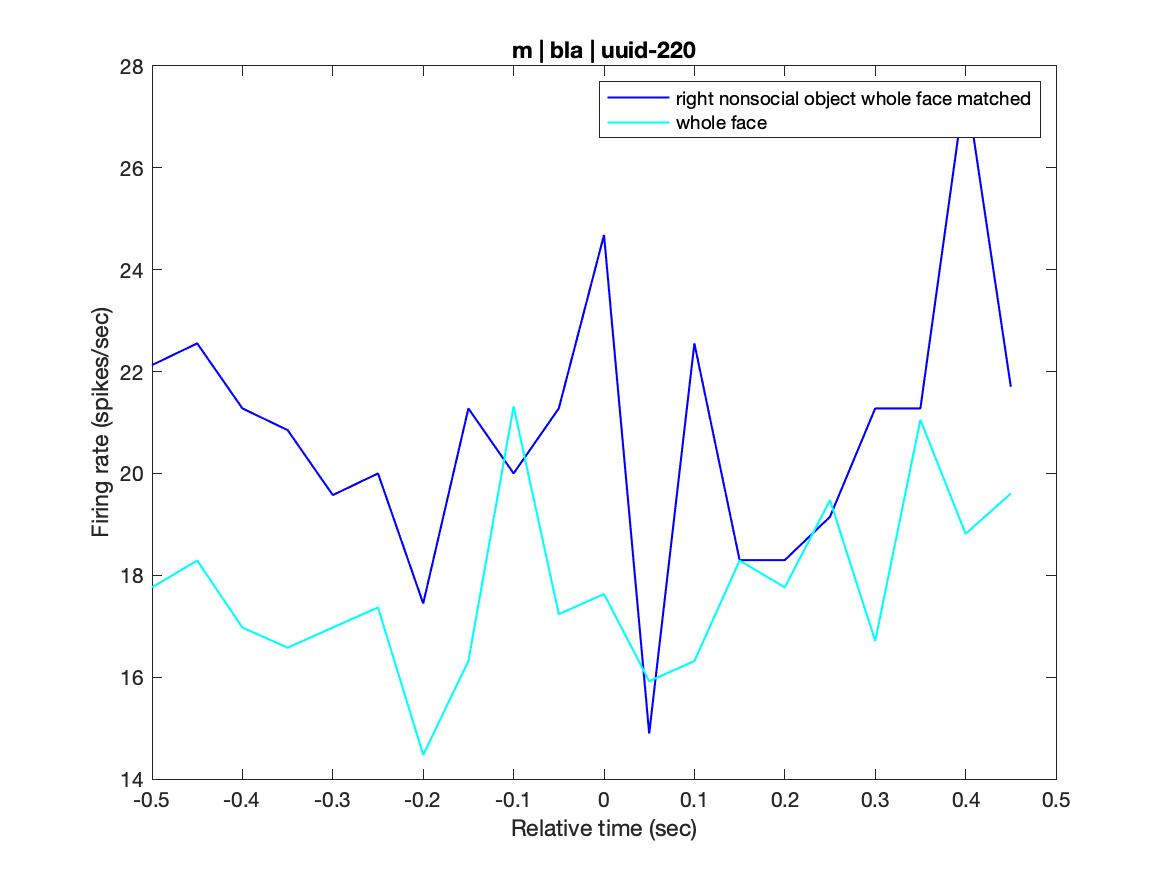 m | bla | uuid-220
28
right nonsocial object whole face matched
whole face
26
24
22
20
18
16
14
Firing rate (spikes/sec)
-0.5 -0.4 -0.3 -0.2 -0.1 0 0.1 0.2 0.3 0.4 0.5
Relative time (sec)